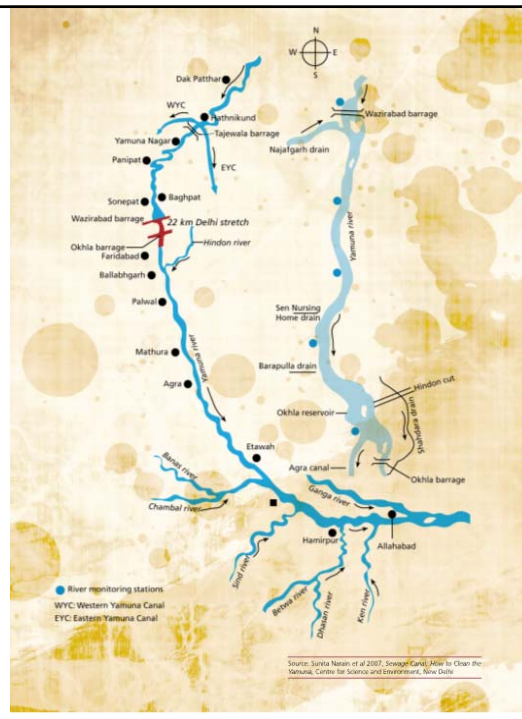 N
W E
S
Dak Patthar
WYC
Hathnikund
Tajewala barrage
Yamuna Nagar
Panipat
EYC
Sonepat
Baghpat
Wazirabad barrage
22 km Delhi stretch
Okhla barrage
Hindon river
Faridabad
Ballabhgarh
Palwal
Mathura
Yamuna river
Agra
Etawah
Banas river
Chambal river
Sind river
Hamirpur
Betwa river
Dhasan river
Ken river
Ganga river
Allahabad
Wazirabad barrage
Najafgarh drain
Yamuna river
Sen Nursing
Home drain
Barapulla drain
Hindon cut
Okhla reservoir
Shahdara drain
Agra canal
Okhla barrage
River monitoring stations
WYC: Western Yamuna Canal
EYC: Eastern Yamuna Canal
Source: Sunita Narain et al 2007, Sewage Canal: How to Clean the
Yamuna, Centre for Science and Environment, New Delhi